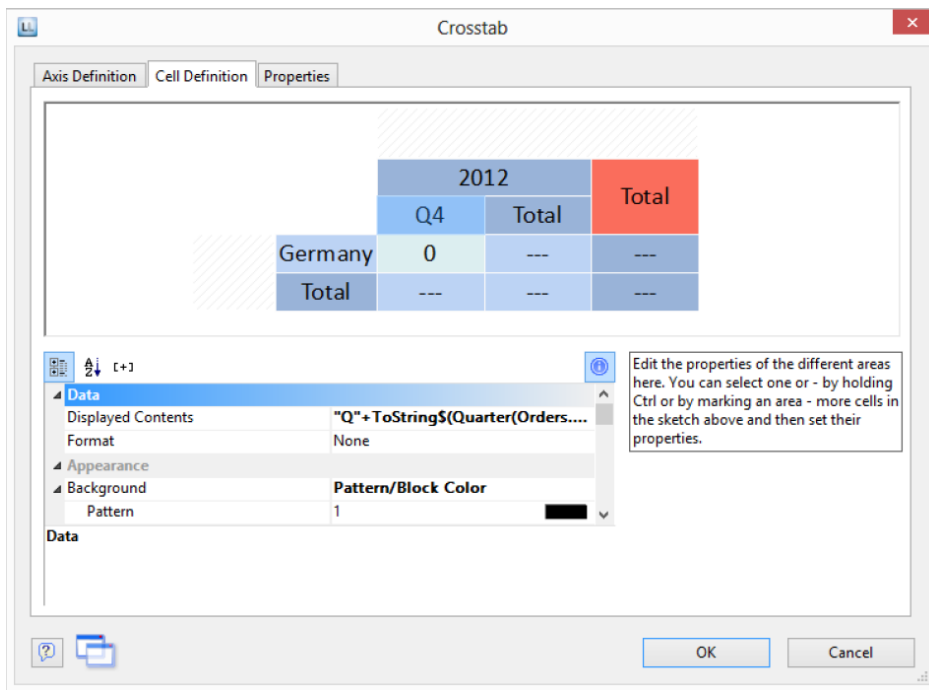 LL
Crosstab
Axis Definition Cell Definition Properties
2012 Total
Q4 Total
Germany 0 --- ---
Total --- --- ---
A
Z [+]
Edit the properties of the different areas
here. You can select one or - by holding
Ctrl or by marking an area - more cells in
the sketch above and then set their
properties.
Data
Displayed Contents "Q"+ToString$(Quarter(Orders....
Format None
Appearance
Background Pattern/Block Color
Pattern 1
Data
OK Cancel